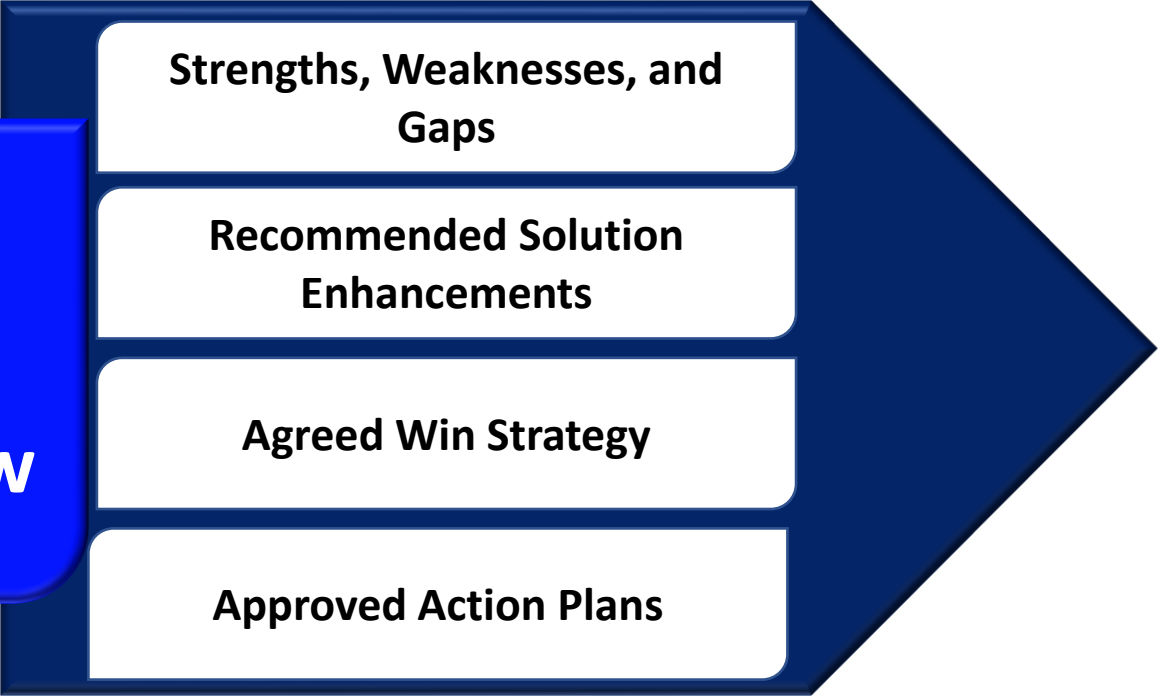 Strengths, Weaknesses, and
Gaps
Recommended Solution
Enhancements
Agreed Win Strategy
w
Approved Action Plans